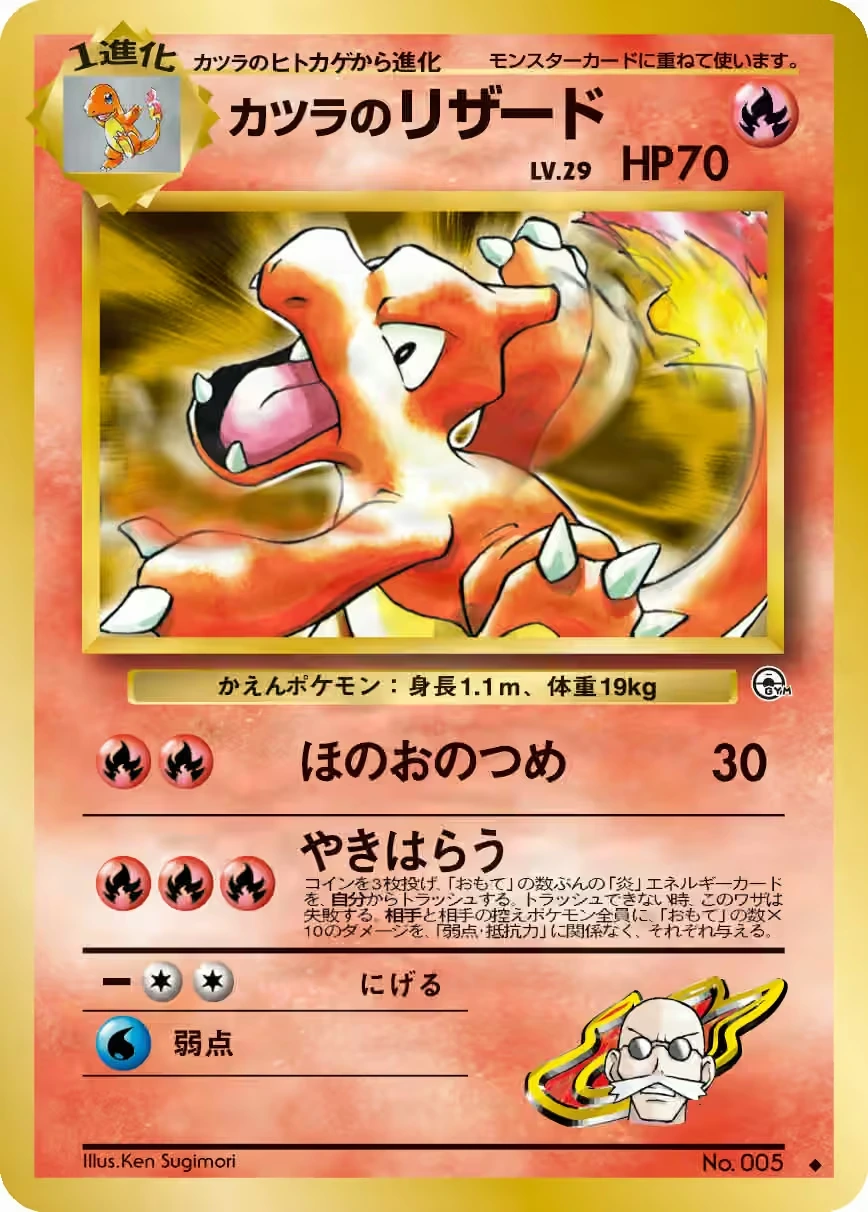 1進化
カツラのヒトカゲから進化
モンスターカードに重ねて使います。
カツラのリザード
LV.29 HP70
かえんポケモン：身長1.1m、体重19kg
GYM
ほのおのつめ 30
やきはらう
コインを3枚投げ、「おもて」の数ぶんの「炎」エネルギーカード
を、自分からトラッシュする。トラッシュできない時、このワザは
失敗する。相手と相手の控えポケモン全員に、「おもて」の数×
10のダメージを、「弱点・抵抗力」に関係なく、それぞれ与える。
ー にげる
弱点
Illus.Ken Sugimori
No. 005